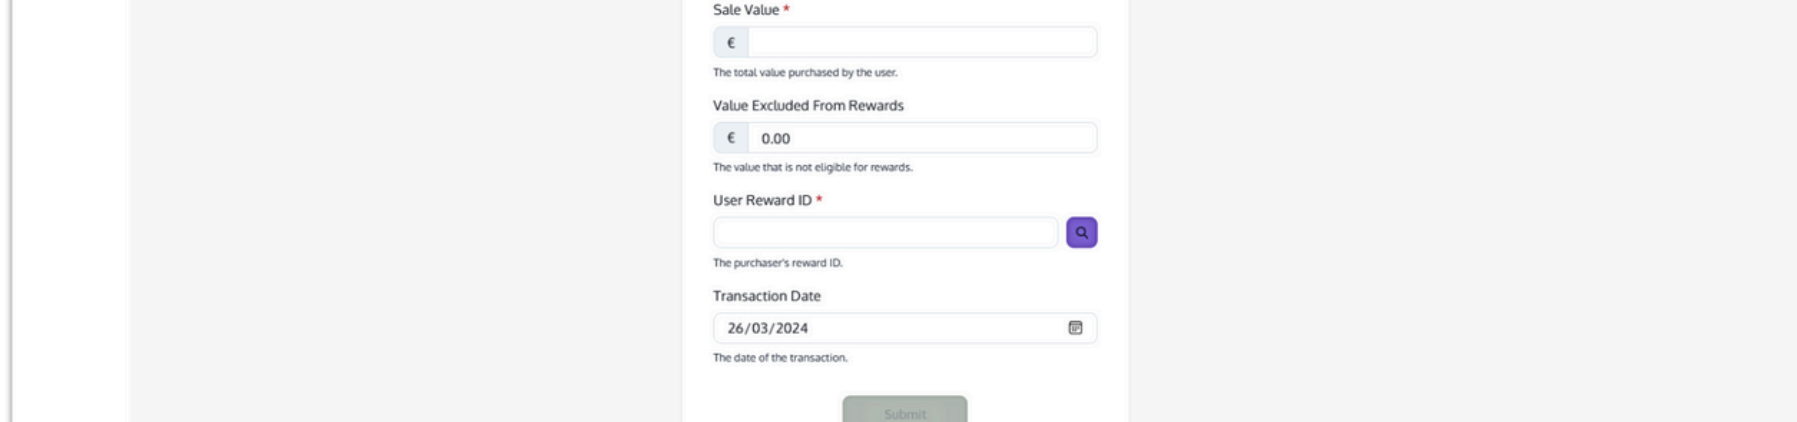 Sale Value *
€
The total value purchased by the user.
Value Excluded From Rewards
€ 0.00
The value that is not eligible for rewards.
User Reward ID *
The purchaser's reward ID.
Transaction Date
26/03/2024
The date of the transaction.
Submit